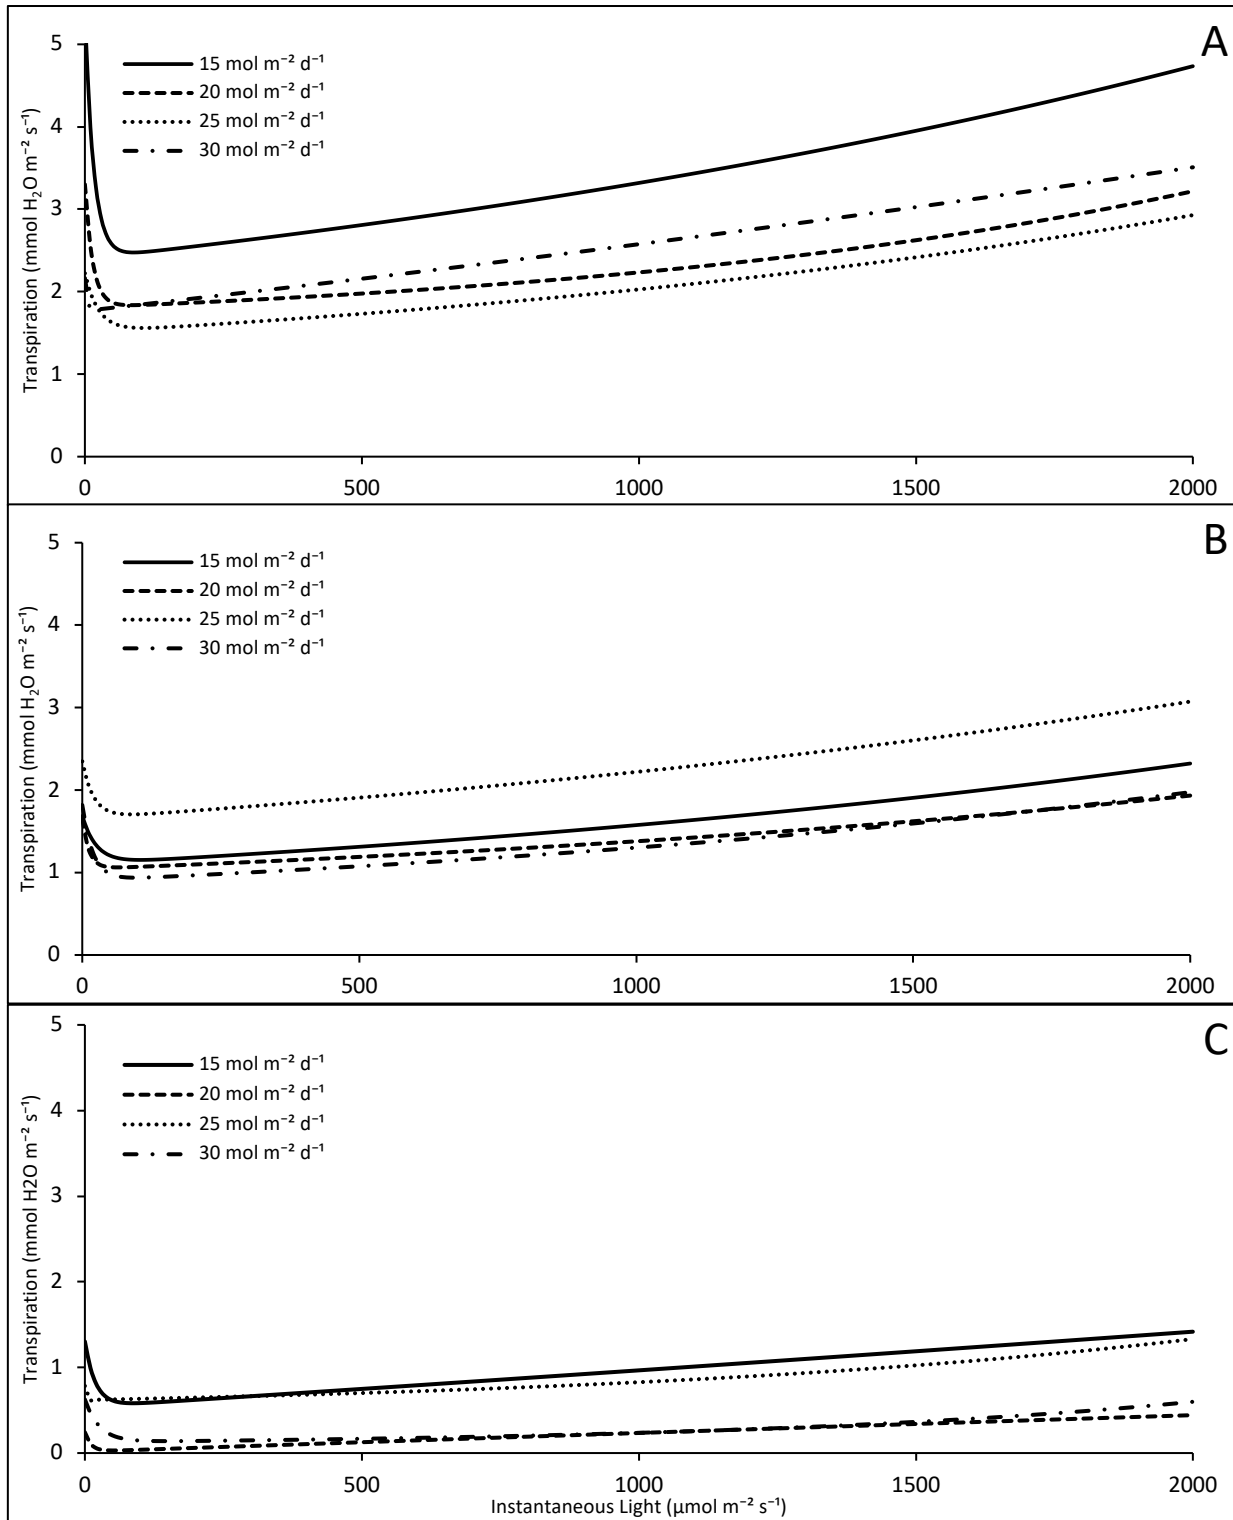 A
Transpiration (mmol H₂O m⁻² s⁻¹)
5
4
3
2
1
0
15 mol m⁻² d⁻¹
20 mol m⁻² d⁻¹
25 mol m⁻² d⁻¹
30 mol m⁻² d⁻¹
0 500 1000 1500 2000
B
Transpiration (mmol H₂O m⁻² s⁻¹)
5
4
3
2
1
0
15 mol m⁻² d⁻¹
20 mol m⁻² d⁻¹
25 mol m⁻² d⁻¹
30 mol m⁻² d⁻¹
0 500 1000 1500 2000
C
Transpiration (mmol H2O m⁻² s⁻¹)
5
4
3
2
1
0
15 mol m⁻² d⁻¹
20 mol m⁻² d⁻¹
25 mol m⁻² d⁻¹
30 mol m⁻² d⁻¹
0 500 1000 1500 2000
Instantaneous Light (μmol m⁻² s⁻¹)